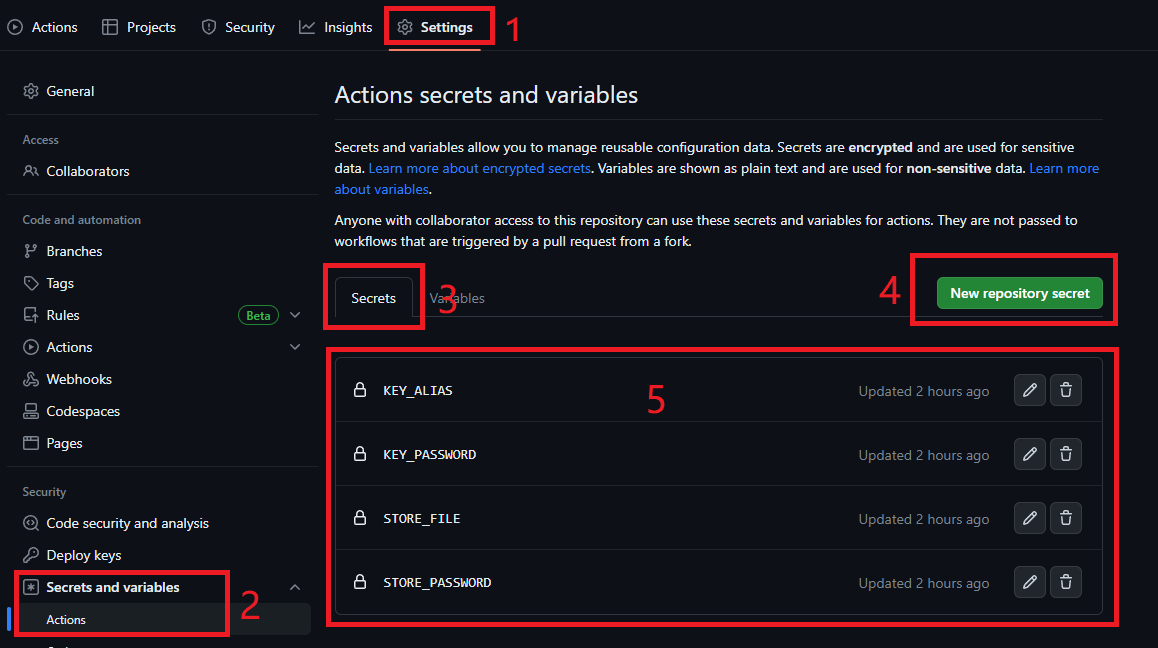 Actions Projects Security Insights Settings 1
General
Access
Collaborators
Code and automation
Branches
Tags
Rules Beta
Actions
Webhooks
Codespaces
Pages
Security
Code security and analysis
Deploy keys
Secrets and variables
Actions
2
Actions secrets and variables
Secrets and variables allow you to manage reusable configuration data. Secrets are encrypted and are used for sensitive
data. Learn more about encrypted secrets. Variables are shown as plain text and are used for non-sensitive data. Learn more
about variables.
Anyone with collaborator access to this repository can use these secrets and variables for actions. They are not passed to
workflows that are triggered by a pull request from a fork.
Secrets 3 Variables 4 New repository secret
5
KEY_ALIAS Updated 2 hours ago
KEY_PASSWORD Updated 2 hours ago
STORE_FILE Updated 2 hours ago
STORE_PASSWORD Updated 2 hours ago